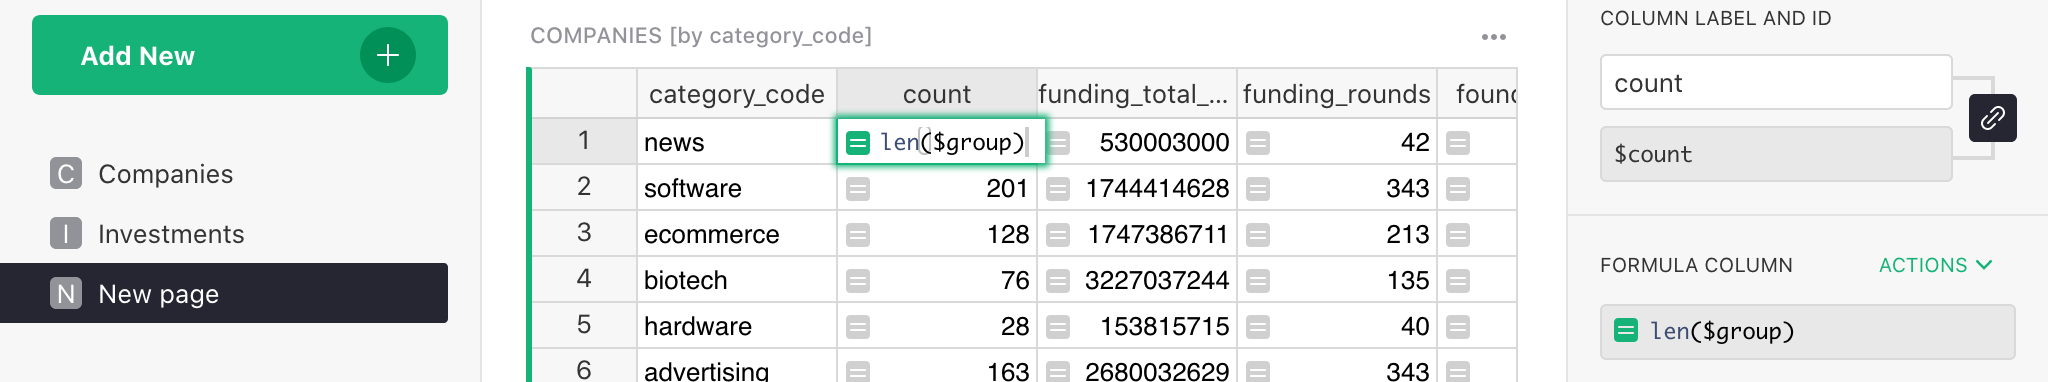 Add New
C Companies
I Investments
N New page
COMPANIES [by category_code]
category_code count funding_total_... funding_rounds
1 news = len($group) = 530003000 = 42 =
2 software = 201 = 1744414628 = 343 =
3 ecommerce = 128 = 1747386711 = 213 =
4 biotech = 76 = 3227037244 = 135 =
5 hardware = 28 = 153815715 = 40 =
6 advertising = 163 = 2680032629 = 343 =
COLUMN LABEL AND ID
count
$count
FORMULA COLUMN ACTIONS
= len($group)